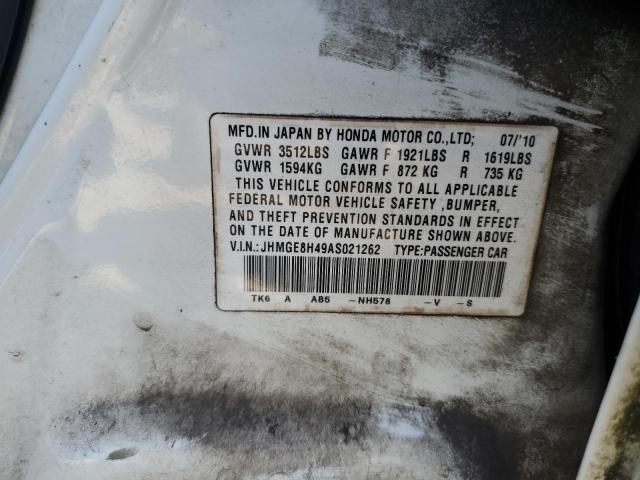 MFD.IN JAPAN BY HONDA MOTOR CO.,LTD; 07/'10
GVWR 3512LBS GAWR F 1921LBS R 1619LBS
GVWR 1594KG GAWR F 872 KG R 735 KG
THIS VEHICLE CONFORMS TO ALL APPLICABLE
FEDERAL MOTOR VEHICLE SAFETY ,BUMPER,
AND THEFT PREVENTION STANDARDS IN EFFECT
ON THE DATE OF MANUFACTURE SHOWN ABOVE.
V.I.N.:JHMGE8H49AS021262 TYPE:PASSENGER CAR
TK6 A AB5 -NH578 -V -S